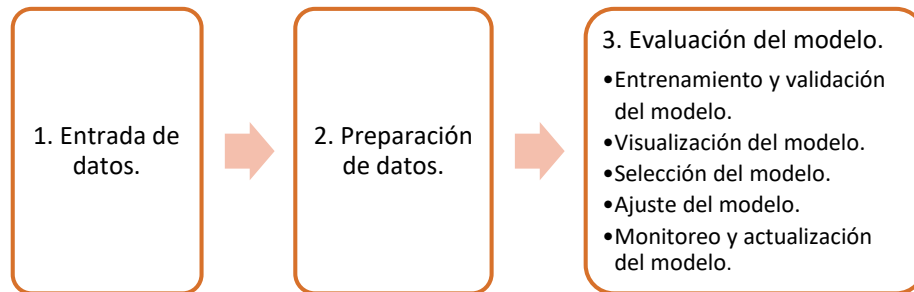 1. Entrada de
datos.
2. Preparación
de datos.
3. Evaluación del modelo.
•Entrenamiento y validación
del modelo.
•Visualización del modelo.
•Selección del modelo.
•Ajuste del modelo.
•Monitoreo y actualización
del modelo.